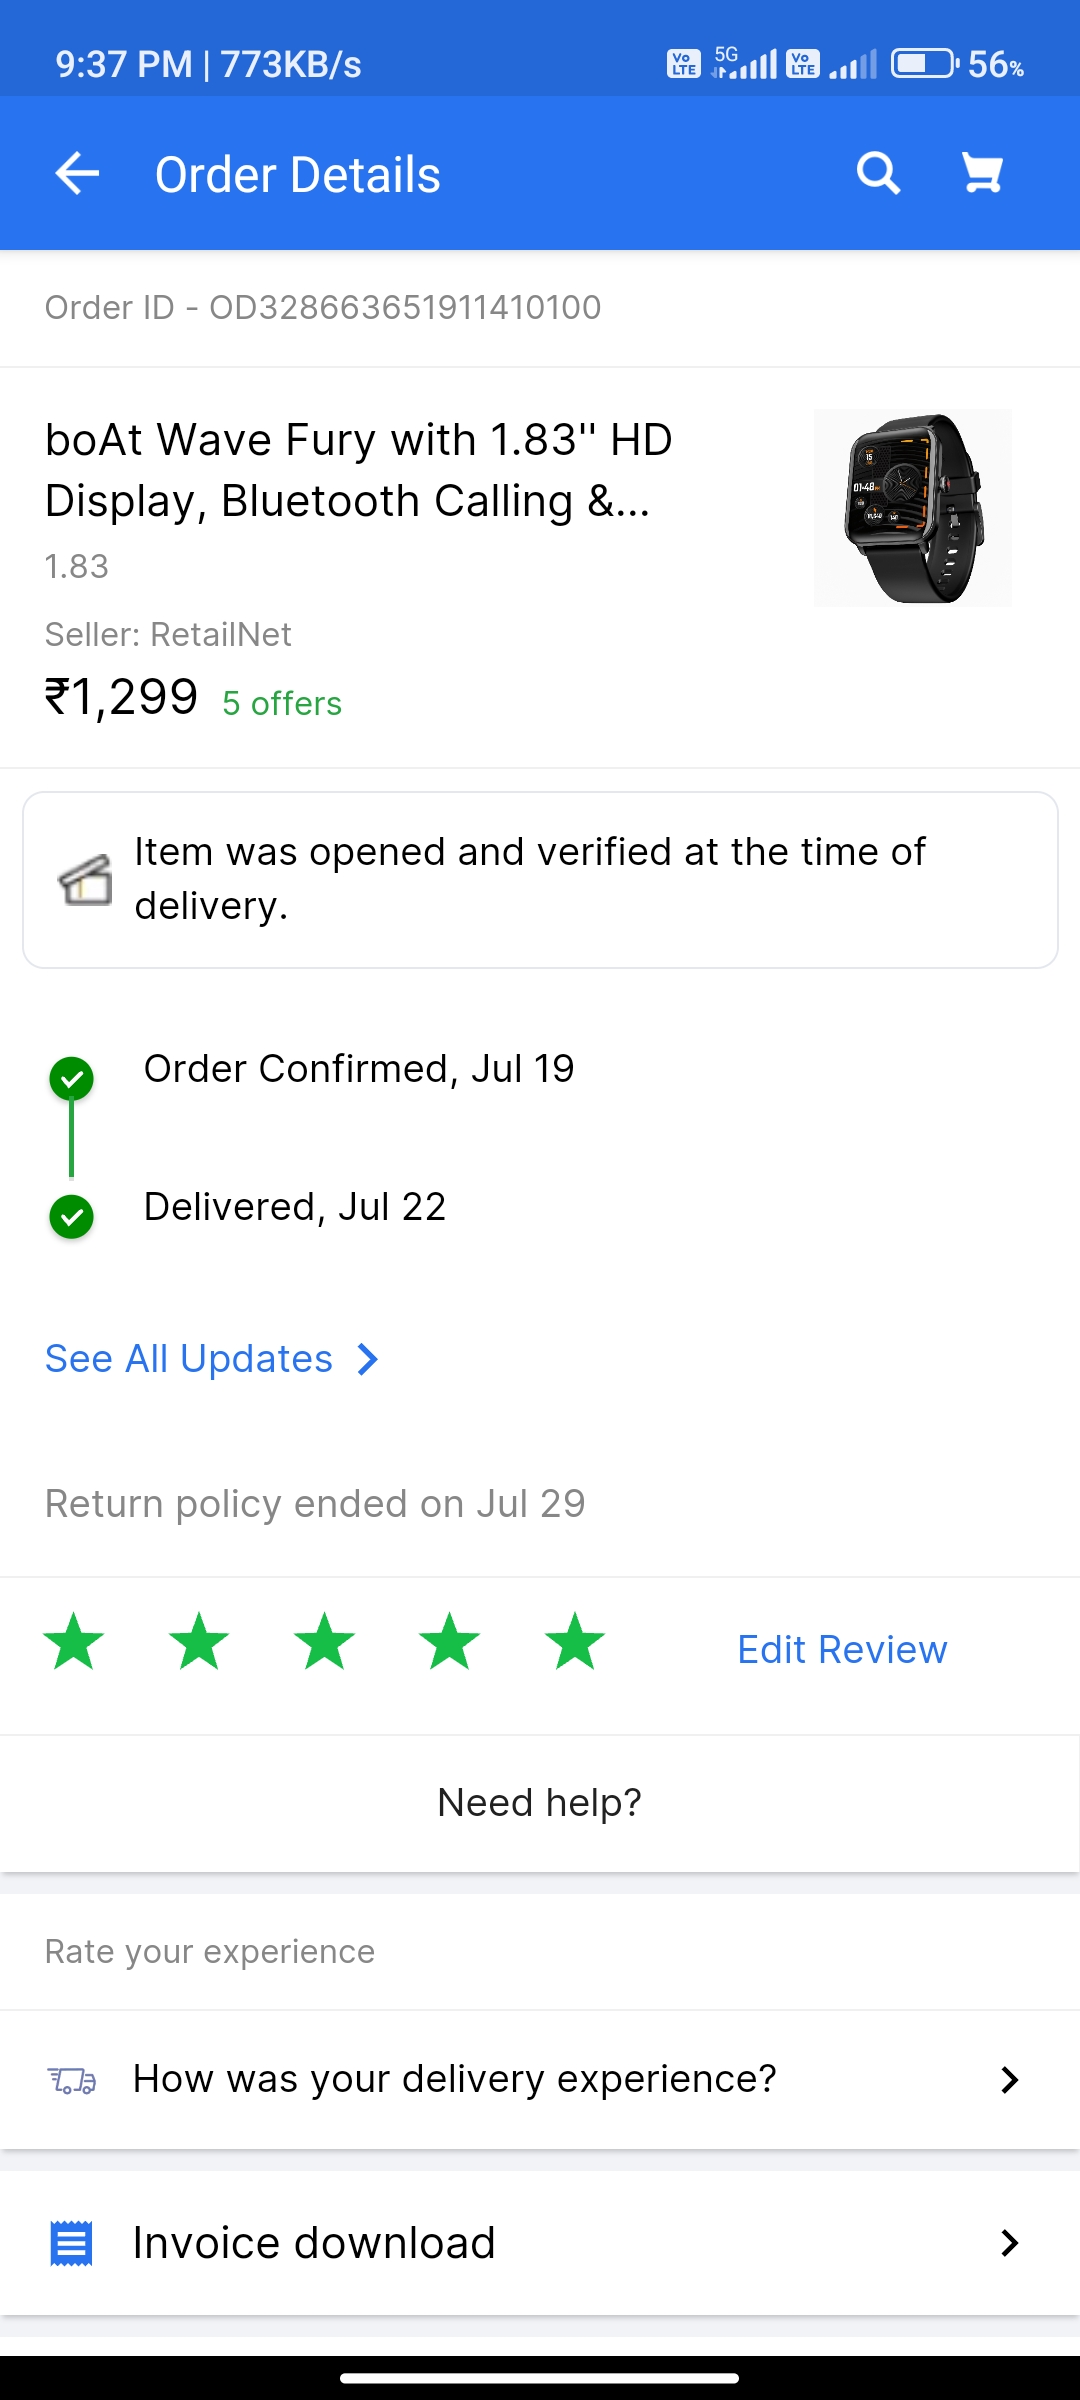 9:37 PM | 773KB/s
Vo LTE 5G Vo LTE 56%
Order Details
Order ID - OD328663651911410100
boAt Wave Fury with 1.83" HD
Display, Bluetooth Calling &...
1.83
Seller: RetailNet
₹1,299 5 offers
Item was opened and verified at the time of
delivery.
Order Confirmed, Jul 19
Delivered, Jul 22
See All Updates
Return policy ended on Jul 29
Edit Review
Need help?
Rate your experience
How was your delivery experience?
Invoice download